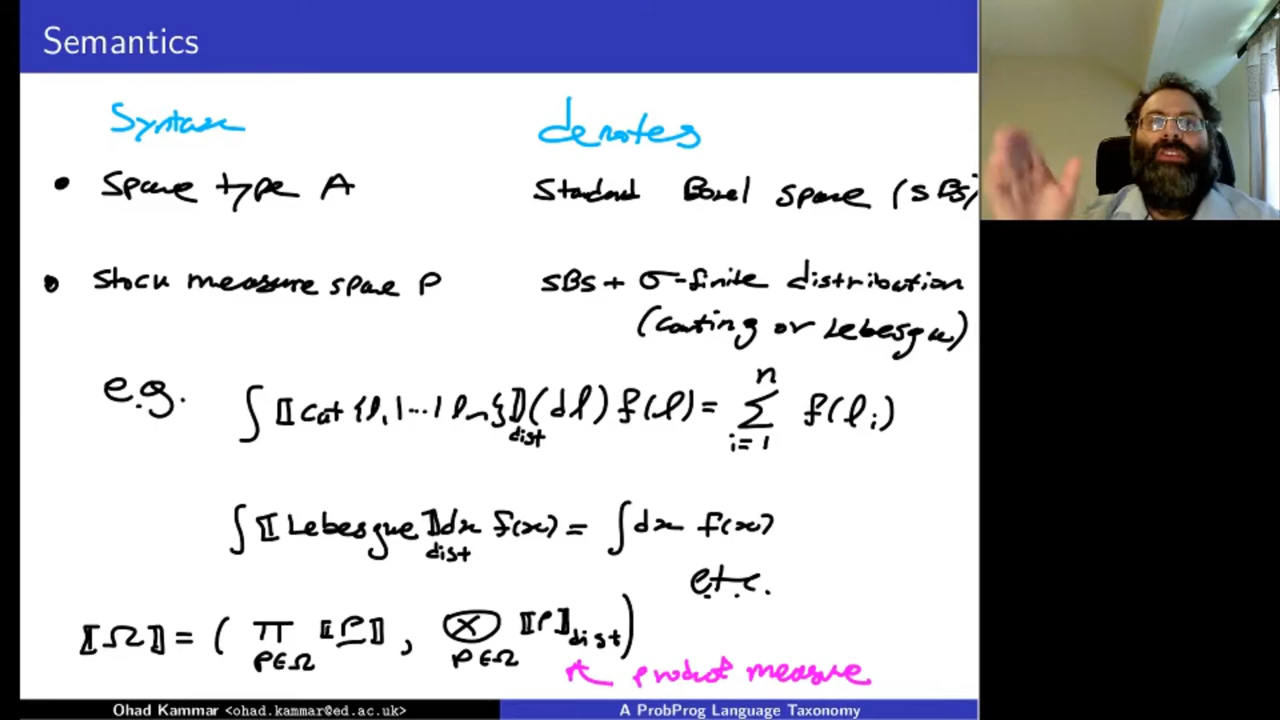 Semantics
Syntax denotes
• Space type A Standard Borel space (sBs)
• Stock measure space P sBs + σ-finite distribution
(Counting or Lebesgue)
e.g. ∫⟦Cat {l₁ | ... | lₙ}⟧dist (dl) f(l) = ∑ⁿᵢ₌₁ f(lᵢ)
∫⟦Lebesgue⟧dist dx f(x) = ∫dx f(x)
etc.
⟦Ω⟧ = ( ∏ρ∈Ω ⟦ρ⟧ , ⊗ρ∈Ω ⟦ρ⟧dist )
product measure
Ohad Kammar <ohad.kammar@ed.ac.uk> A ProbProg Language Taxonomy